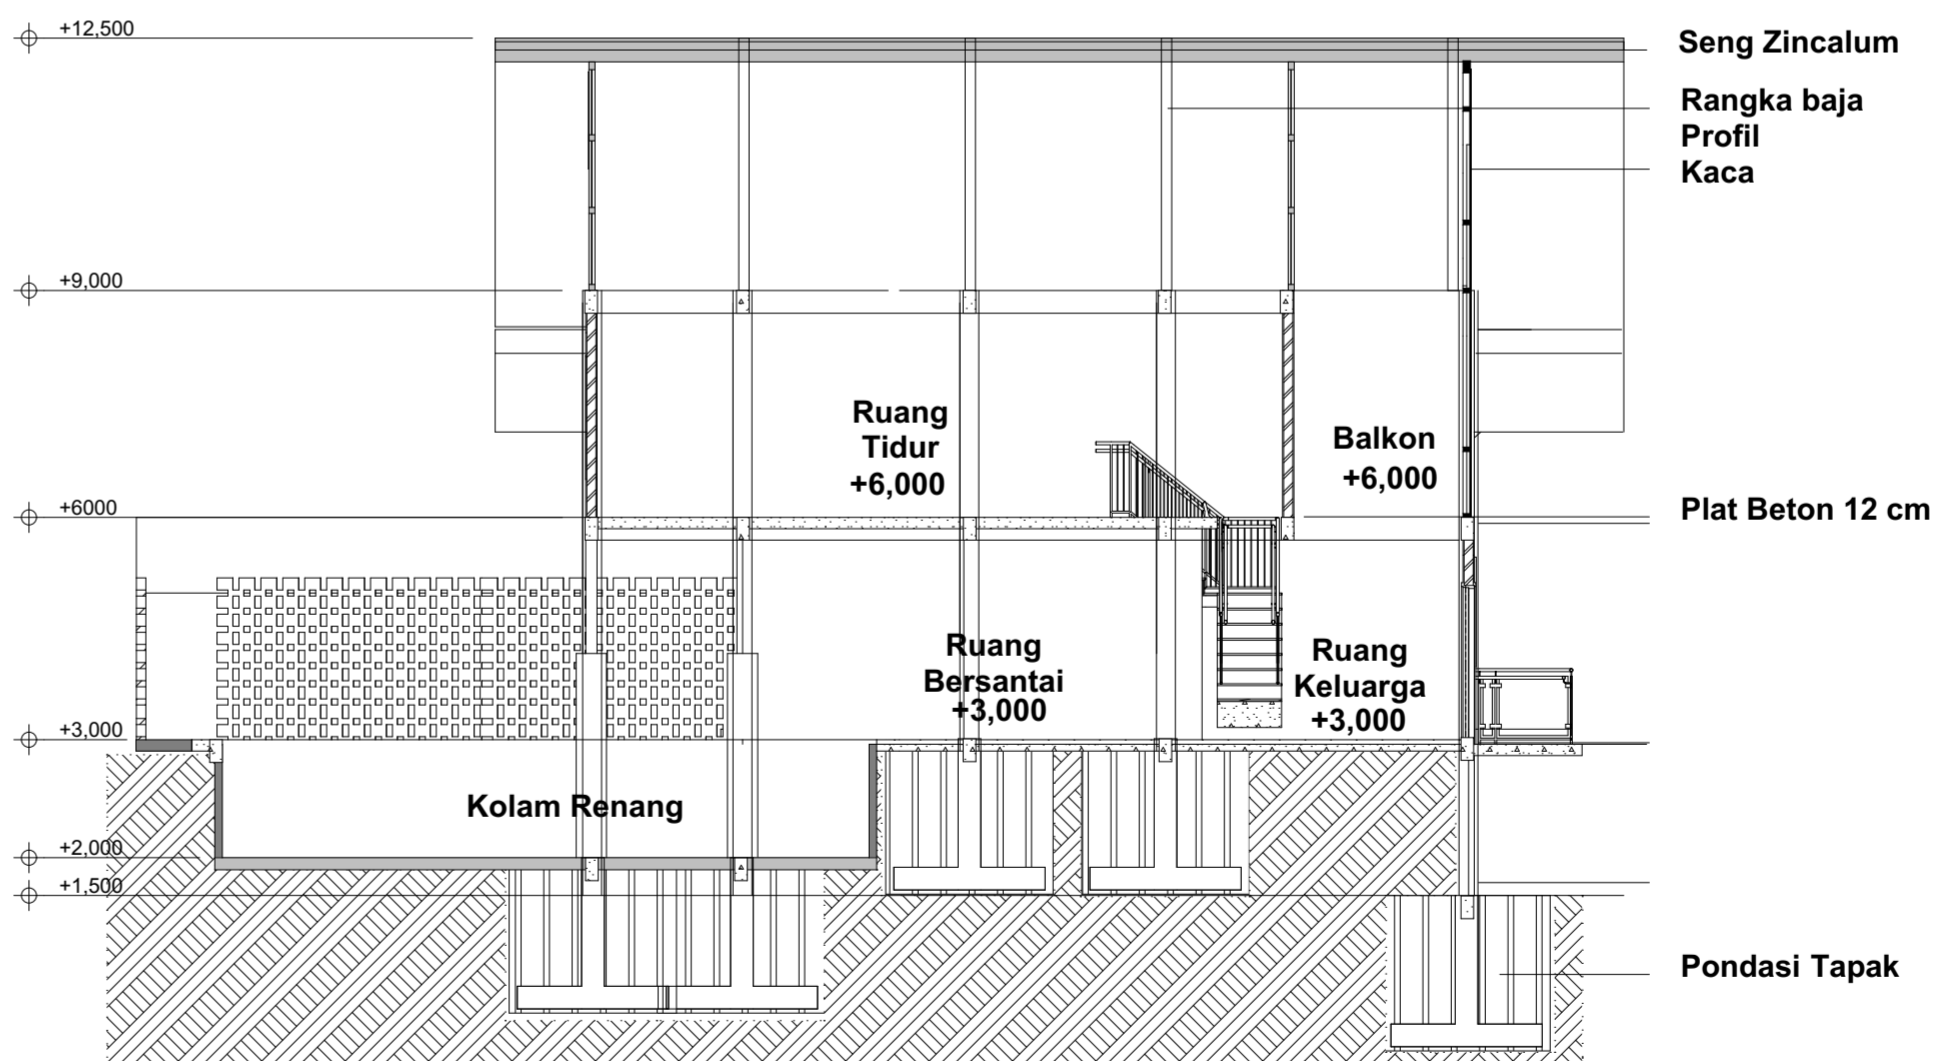 +12,500
Seng Zincalum
Rangka baja
Profil
Kaca
+9,000
Ruang
Tidur
+6,000
Balkon
+6,000
+6000
Plat Beton 12 cm
Ruang
Bersantai
+3,000
Ruang
Keluarga
+3,000
+3,000
Kolam Renang
+2,000
+1,500
Pondasi Tapak